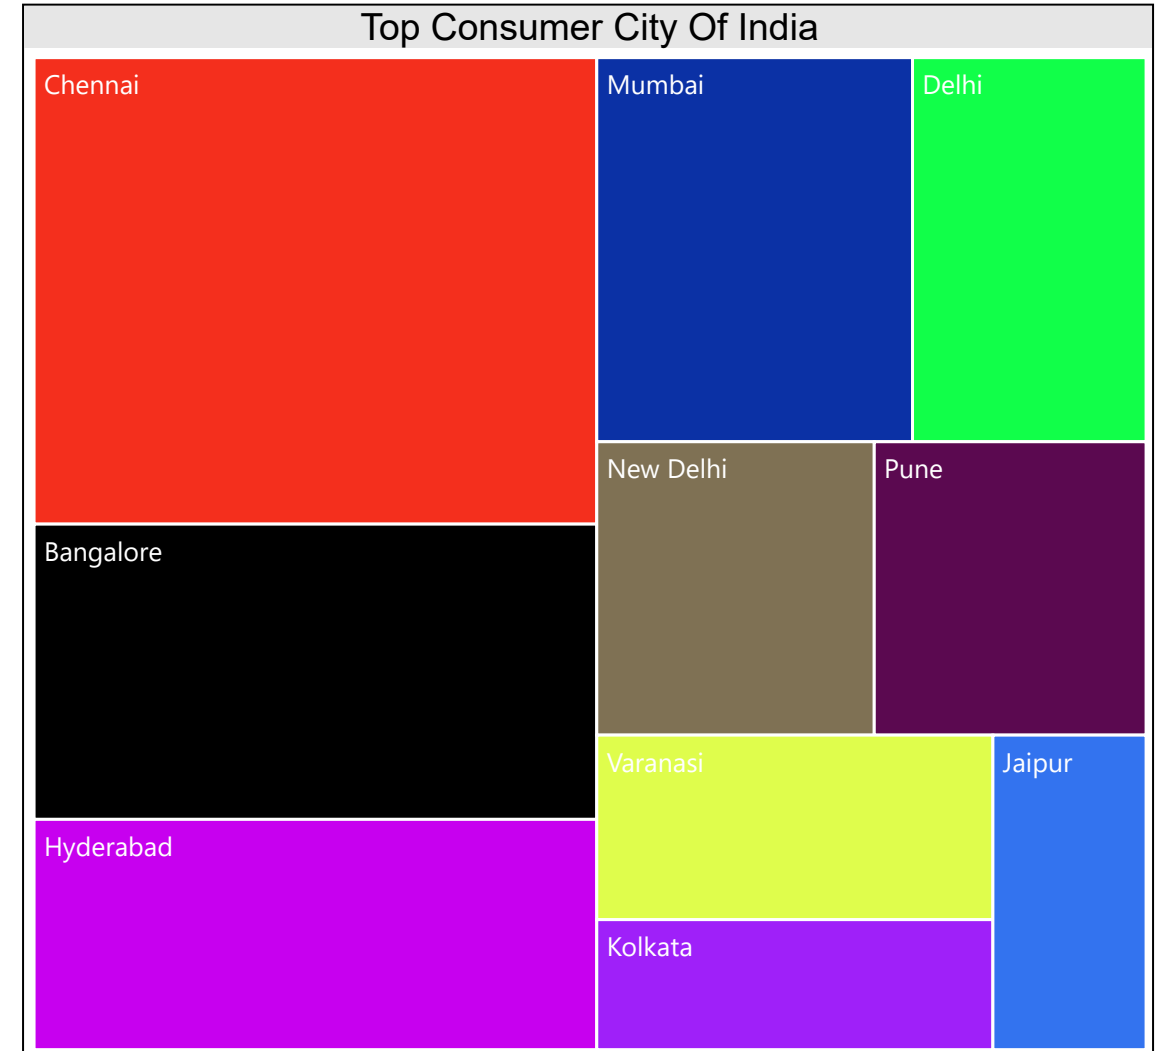 Top Consumer City Of India
Chennai
Mumbai
Delhi
New Delhi
Pune
Bangalore
Varanasi
Jaipur
Hyderabad
Kolkata